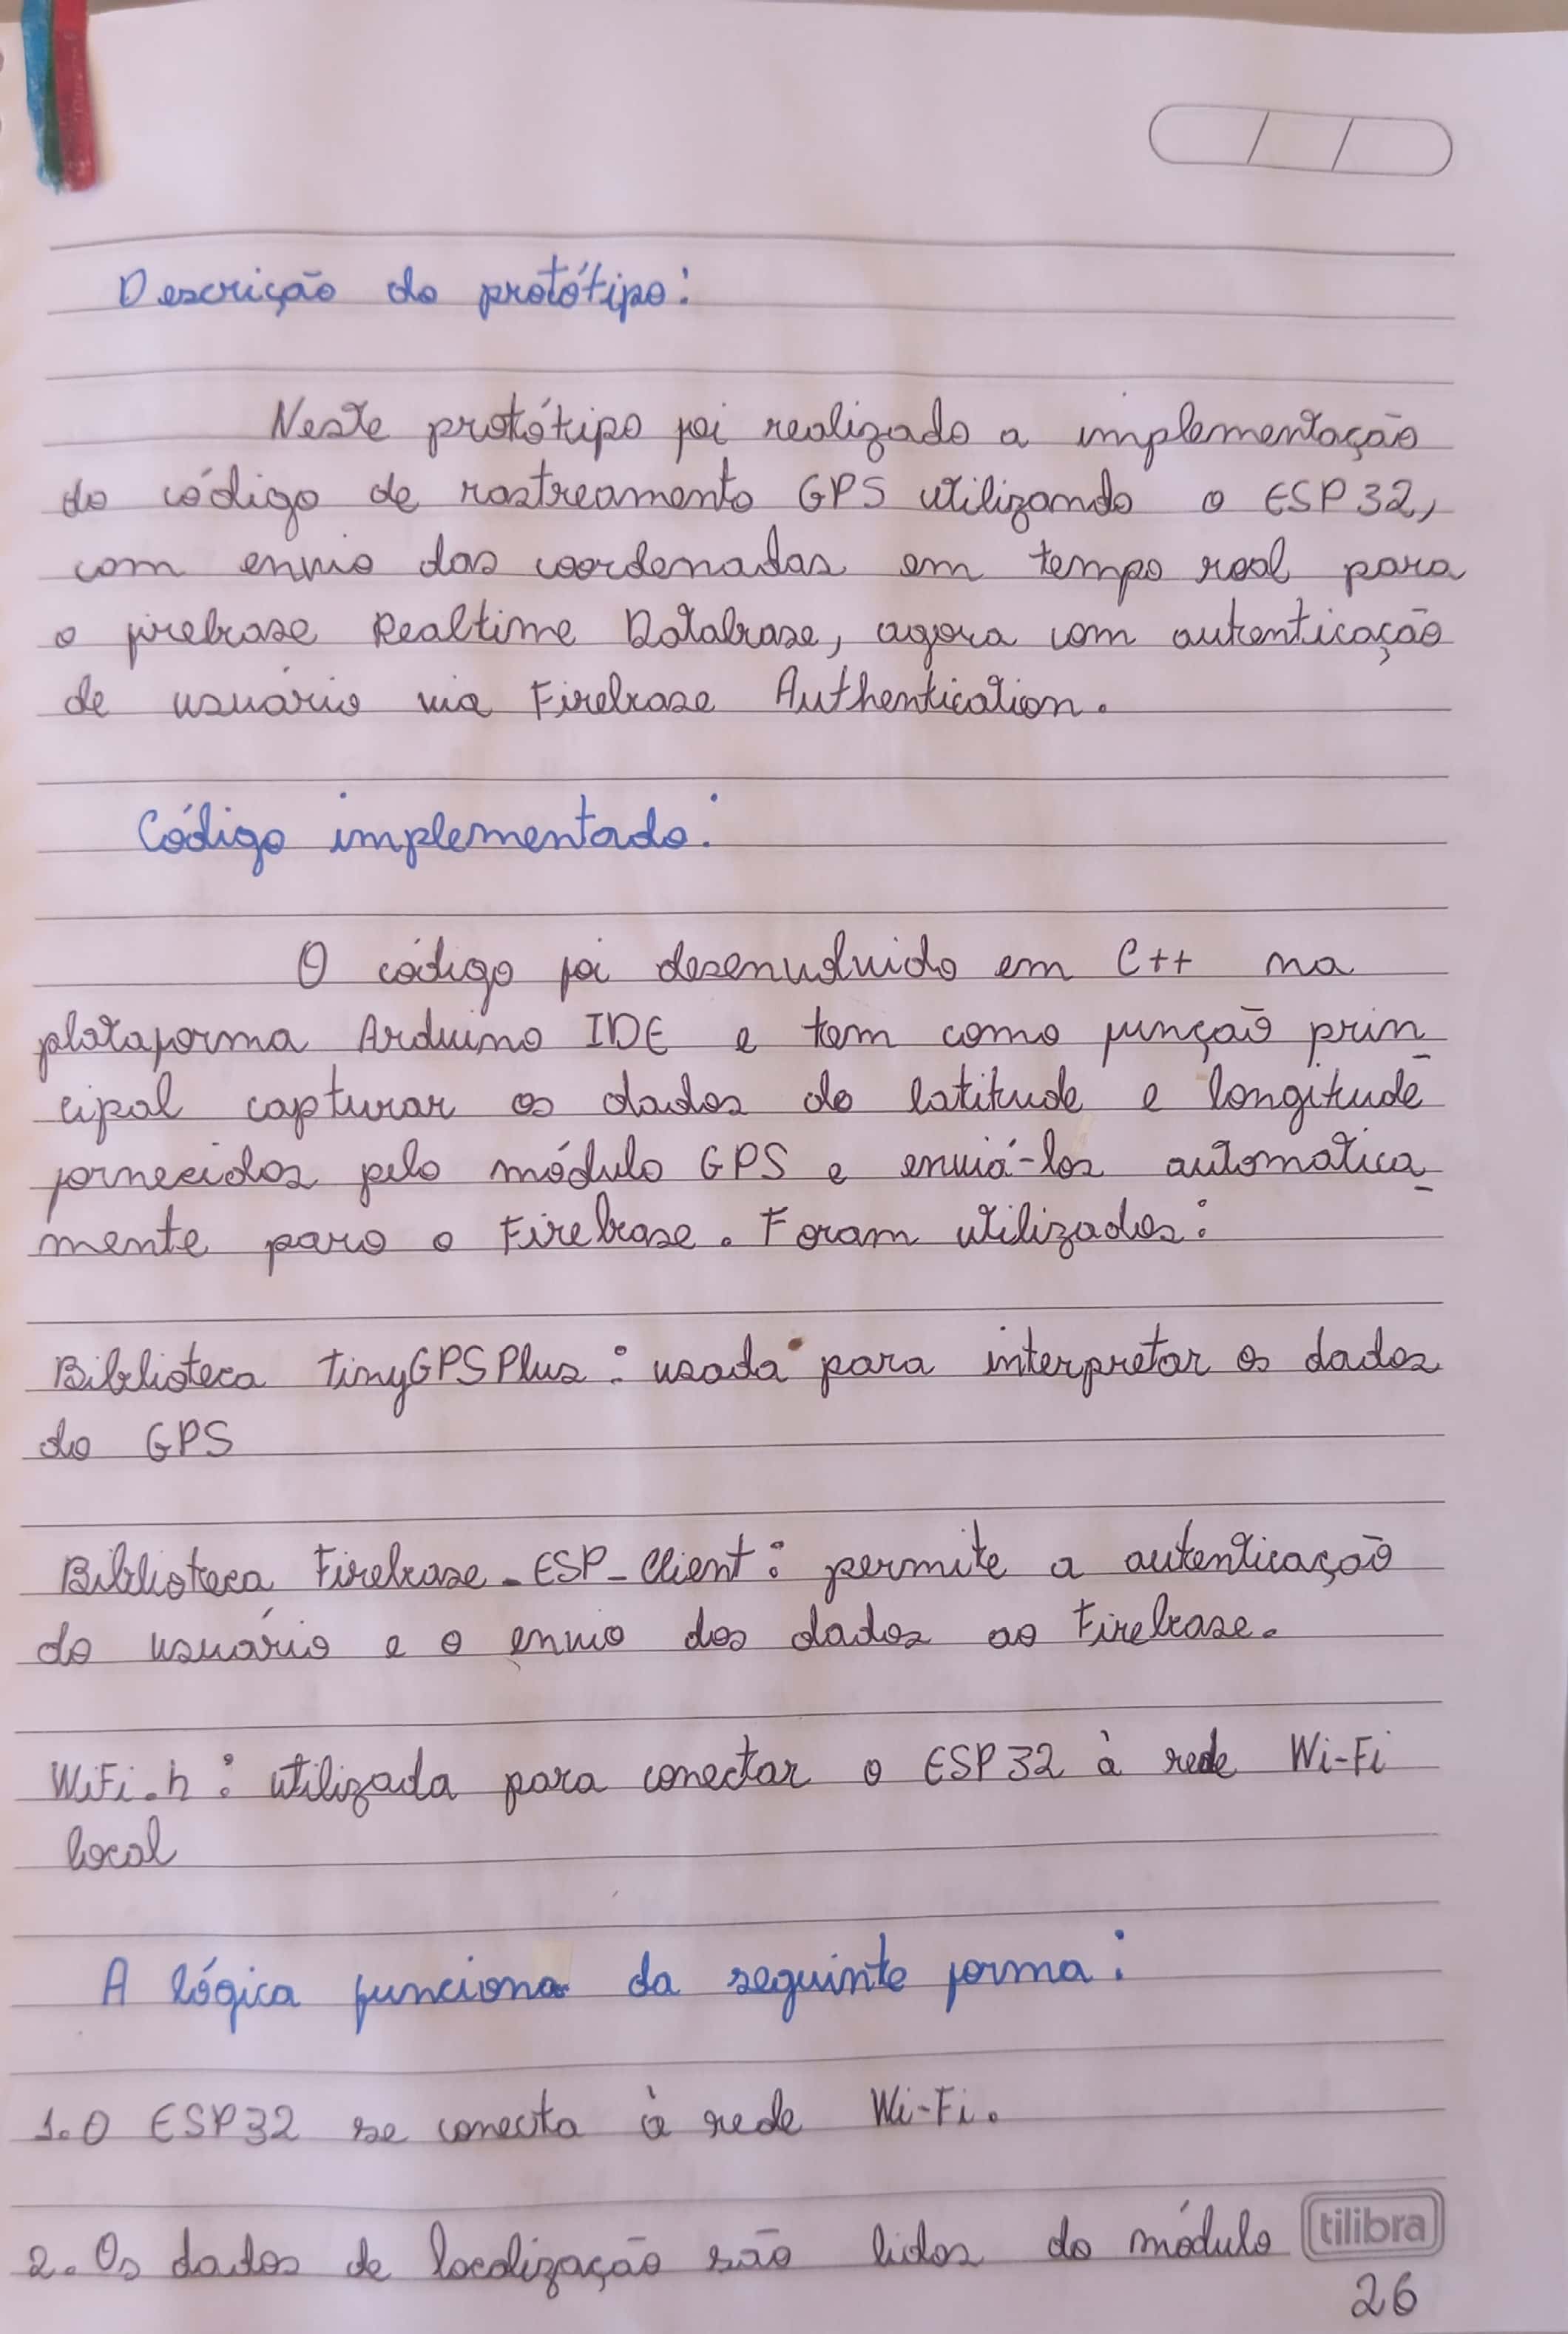 Descrição do protótipo:
Neste protótipo foi realizado a implementação
do código de rastreamento GPS utilizando o ESP32,
com envio das coordenadas em tempo real para
o firebase Realtime Database, agora com autenticação
de usuário via Firebase Authentication.
Código implementado:
O código foi desenvolvido em C++ na
plataforma Arduino IDE e tem como função prin_
cipal capturar os dados de latitude e longitude
fornecidos pelo módulo GPS e enviá-los automatica_
mente para o Firebase. Foram utilizados:
Biblioteca TinyGPSPlus: usada para interpretar os dados
do GPS
Biblioteca Firebase_ESP_Client: permite a autenticação
do usuário e o envio dos dados ao Firebase.
WiFi.h: utilizada para conectar o ESP32 à rede Wi-Fi
local
A lógica funciona da seguinte forma:
1.O ESP32 se conecta à rede Wi-Fi.
2.Os dados de localização são lidos do módulo
tilibra
26